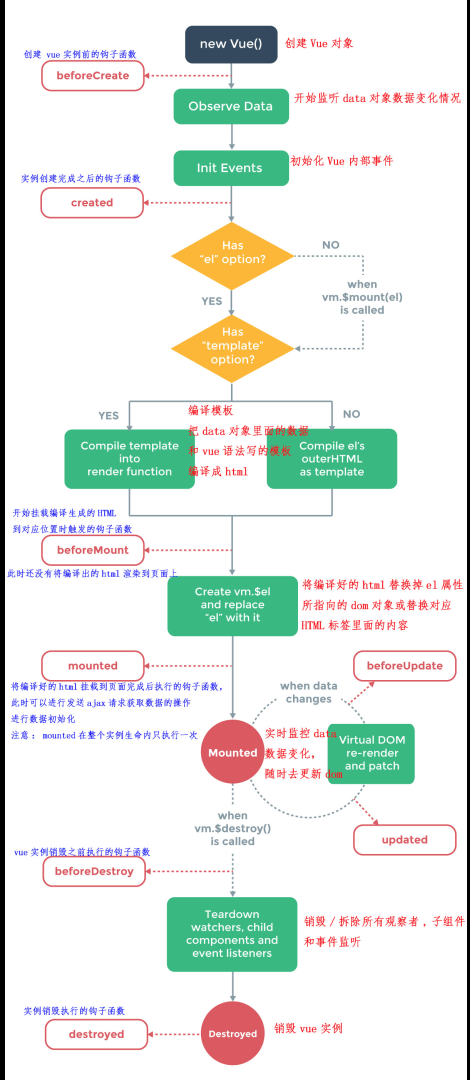 new Vue()
创建 Vue 对象
创建 vue 实例前的钩子函数
beforeCreate
Observe Data
开始监听 data 对象数据变化情况
Init Events
初始化 Vue 内部事件
实例创建完成之后的钩子函数
created
Has
"el" option?
NO
when
vm.$mount(el)
is called
YES
Has
"template"
option?
YES
NO
编译模板
把 data 对象里面的数据
和 vue 语法写的模板
编译成 html
Compile template
into
render function
Compile el's
outerHTML
as template
开始挂载编译生成的 HTML
到对应位置时触发的钩子函数
beforeMount
此时还没有将编译出的 html 渲染到页面上
Create vm.$el
and replace
"el" with it
将编译好的 html 替换掉 el 属性
所指向的 dom 对象或替换对应
HTML 标签里面的内容
mounted
将编译好的 html 挂载到页面完成后执行的钩子函数，
此时可以进行发送 ajax 请求获取数据的操作
进行数据初始化
注意 ： mounted 在整个实例生命内只执行一次
beforeUpdate
when data
changes
Mounted
实时监控 data
数据变化，
随时去更新 dom
Virtual DOM
re-render
and patch
updated
when
vm.$destroy()
is called
vue 实例销毁之前执行的钩子函数
beforeDestroy
Teardown
watchers, child
components and
event listeners
销毁 / 拆除所有观察者 , 子组件
和事件监听
实例销毁执行的钩子函数
destroyed
Destroyed
销毁 vue 实例